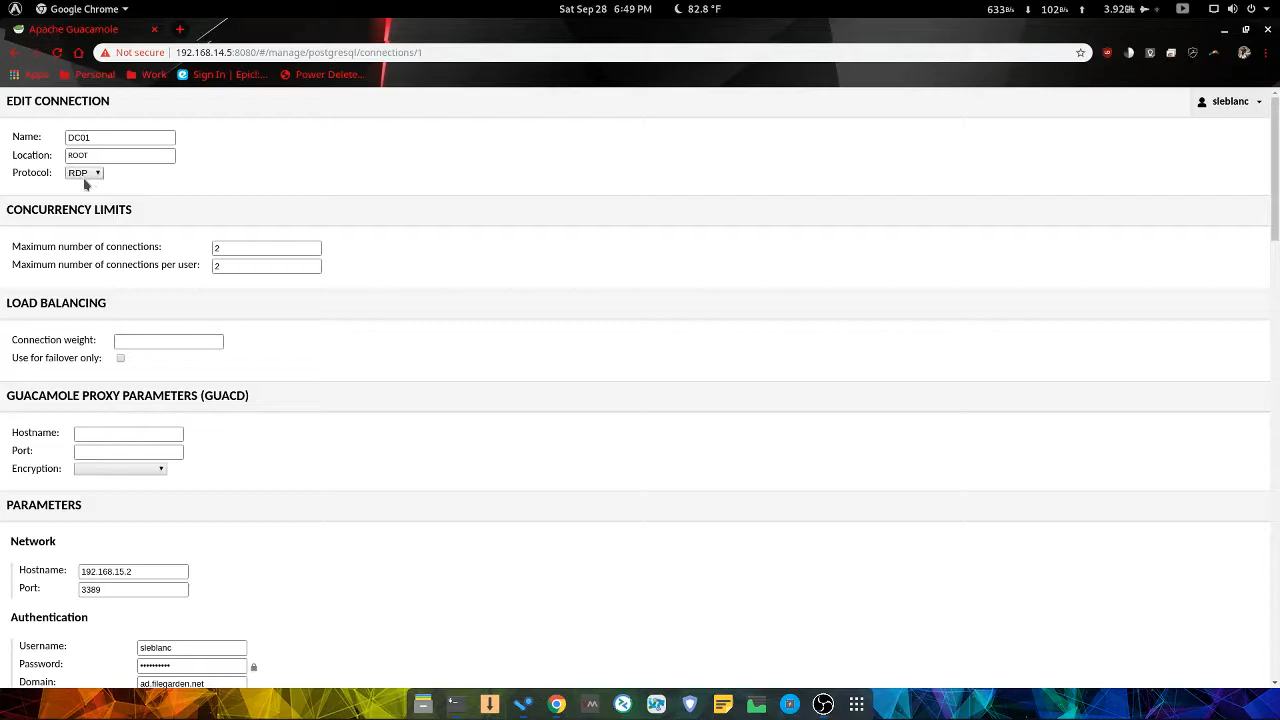 Google Chrome
Sat Sep 28 6:49 PM
82.8 °F
633B/s
102B/s
3.92GHz
Apache Guacamole
Not secure
192.168.14.5:8080/#/manage/postgresql/connections/1
Apps
Personal
Work
Sign In | Epic!:...
Power Delete...
EDIT CONNECTION
sleblanc
Name: DC01
Location: ROOT
Protocol: RDP
CONCURRENCY LIMITS
Maximum number of connections: 2
Maximum number of connections per user: 2
LOAD BALANCING
Connection weight:
Use for failover only:
GUACAMOLE PROXY PARAMETERS (GUACD)
Hostname:
Port:
Encryption:
PARAMETERS
Network
Hostname: 192.168.15.2
Port: 3389
Authentication
Username: sleblanc
Password: ••••••••••
Domain: ad.filegarden.net